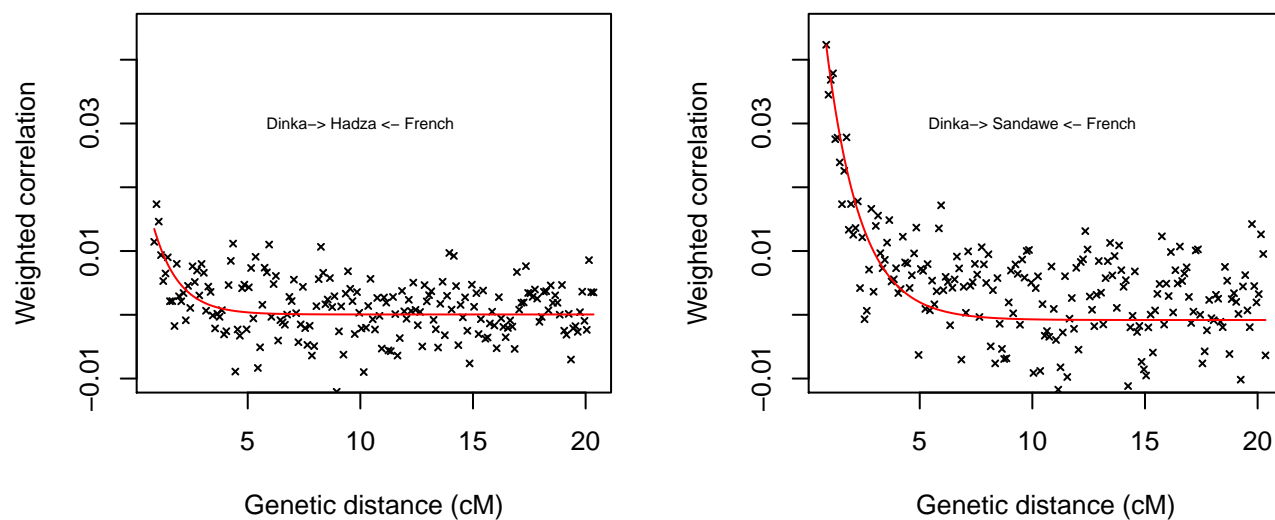 Weighted correlation
0.03
0.01
−0.01
Dinka−> Hadza <− French
5
10
15
20
Genetic distance (cM)
Weighted correlation
0.03
0.01
−0.01
Dinka−> Sandawe <− French
5
10
15
20
Genetic distance (cM)